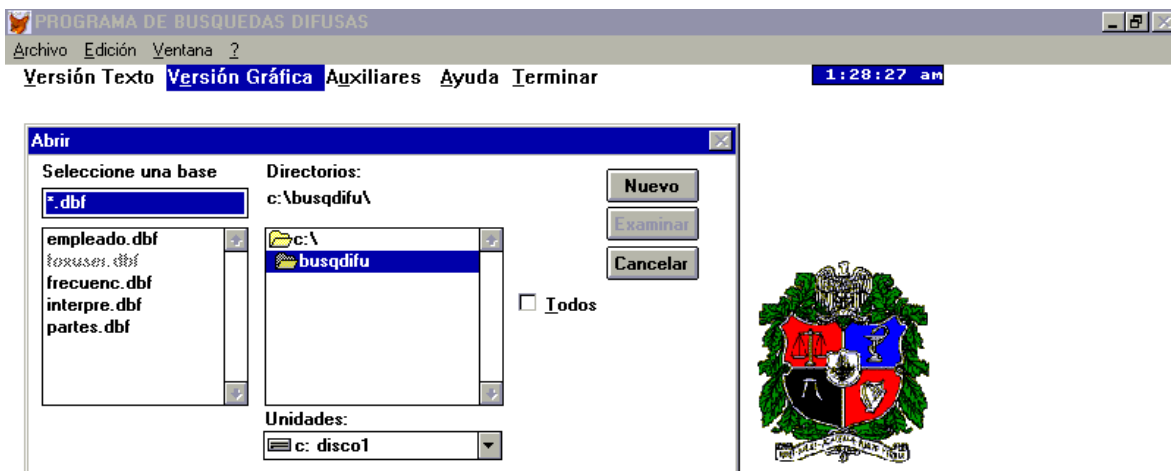 PROGRAMA DE BUSQUEDAS DIFUSAS
Archivo Edición Ventana ?
Versión Texto Versión Gráfica Auxiliares Ayuda Terminar 1:28:27 am
Abrir
Seleccione una base
*.dbf
empleado.dbf
foxuser.dbf
frecuenc.dbf
interpre.dbf
partes.dbf
Directorios:
c:\busqdifu\
c:\
busqdifu
Unidades:
c: disco1
Nuevo
Examinar
Cancelar
Todos